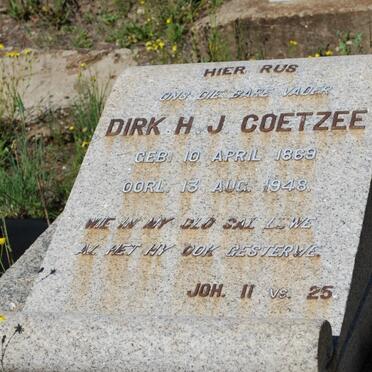 HIER RUS
ONS DIE BARE VADER
DIRK H. J. COETZEE
GEB: 10 APRIL 1869
OORL. 13 AUG. 1948.
WIE IN MY GLO SAL LEWE
AL HET HY OOK GESTERWE
JOH. 11 VS. 25